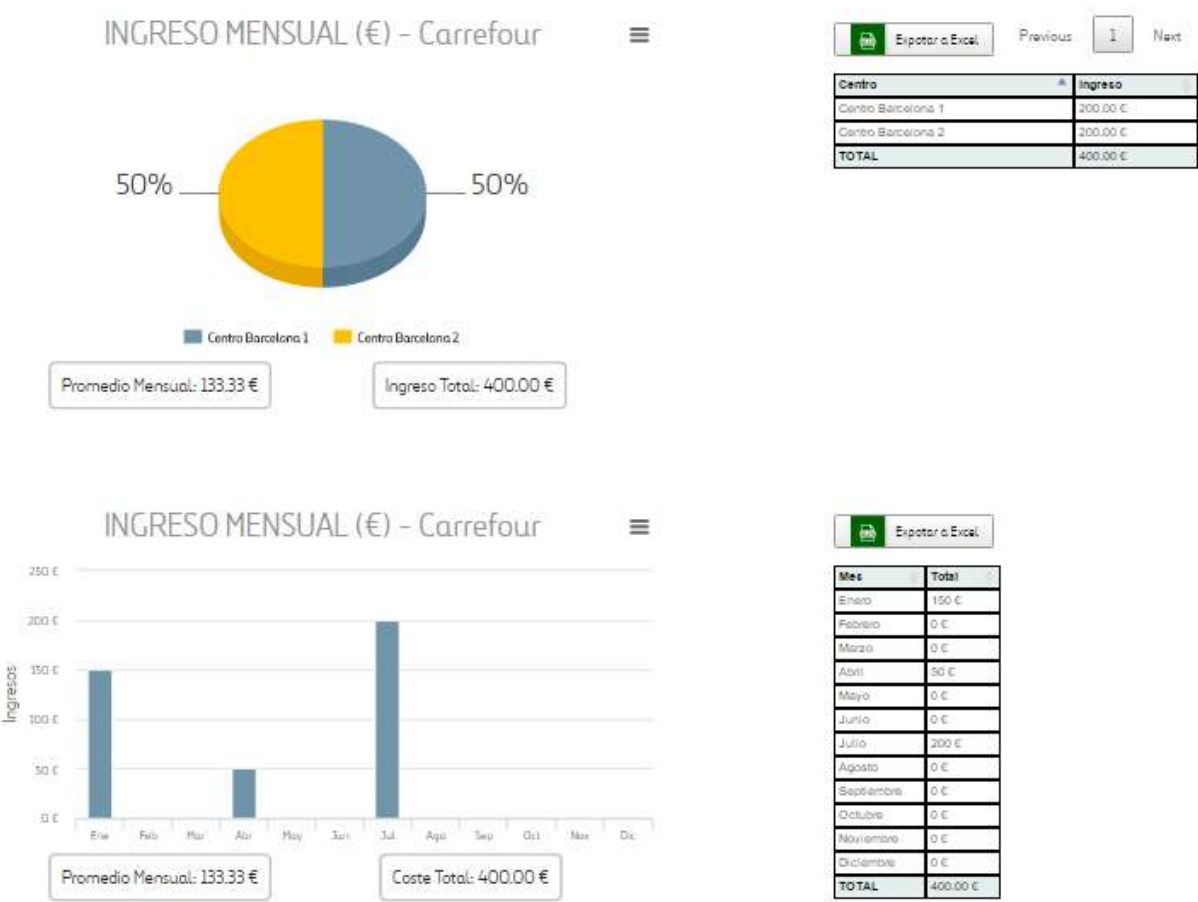 INGRESO MENSUAL (€) - Carrefour
50%
50%
Centro Barcelona 1 Centro Barcelona 2
Promedio Mensual: 133.33 €
Ingreso Total: 400.00 €
Expotar a Excel
Previous 1 Next
Centro Ingreso
Centro Barcelona 1 200.00 €
Centro Barcelona 2 200.00 €
TOTAL 400.00 €
INGRESO MENSUAL (€) - Carrefour
Ingresos
250 €
200 €
150 €
100 €
50 €
0 €
Ene Feb Mar Abr May Jun Jul Ago Sep Oct Nov Dic
Promedio Mensual: 133.33 €
Coste Total: 400.00 €
Expotar a Excel
Mes Total
Enero 150 €
Febrero 0 €
Marzo 0 €
Abril 50 €
Mayo 0 €
Junio 0 €
Julio 200 €
Agosto 0 €
Septiembre 0 €
Octubre 0 €
Noviembre 0 €
Diciembre 0 €
TOTAL 400.00 €